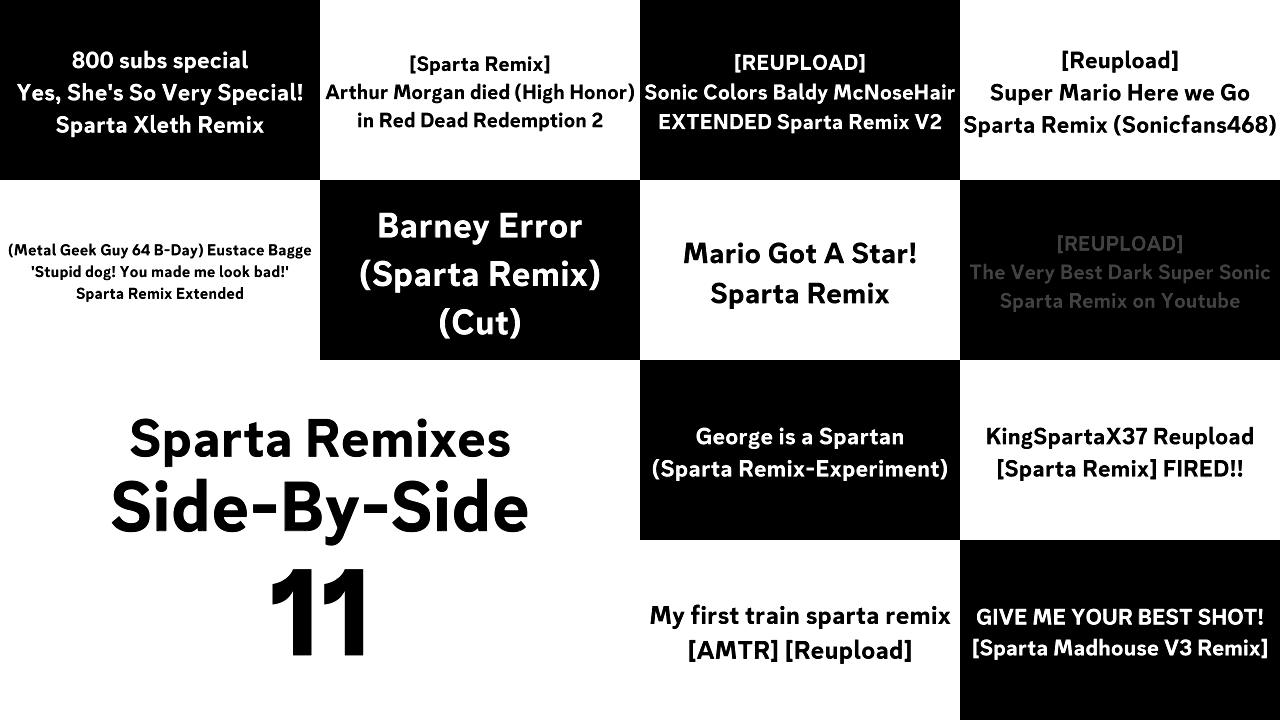 800 subs special
Yes, She's So Very Special!
Sparta Xleth Remix
[Sparta Remix]
Arthur Morgan died (High Honor)
in Red Dead Redemption 2
[REUPLOAD]
Sonic Colors Baldy McNoseHair
EXTENDED Sparta Remix V2
[Reupload]
Super Mario Here we Go
Sparta Remix (Sonicfans468)
(Metal Geek Guy 64 B-Day) Eustace Bagge
'Stupid dog! You made me look bad!'
Sparta Remix Extended
Barney Error
(Sparta Remix)
(Cut)
Mario Got A Star!
Sparta Remix
[REUPLOAD]
The Very Best Dark Super Sonic
Sparta Remix on Youtube
Sparta Remixes
Side-By-Side
11
George is a Spartan
(Sparta Remix-Experiment)
KingSpartaX37 Reupload
[Sparta Remix] FIRED!!
My first train sparta remix
[AMTR] [Reupload]
GIVE ME YOUR BEST SHOT!
[Sparta Madhouse V3 Remix]